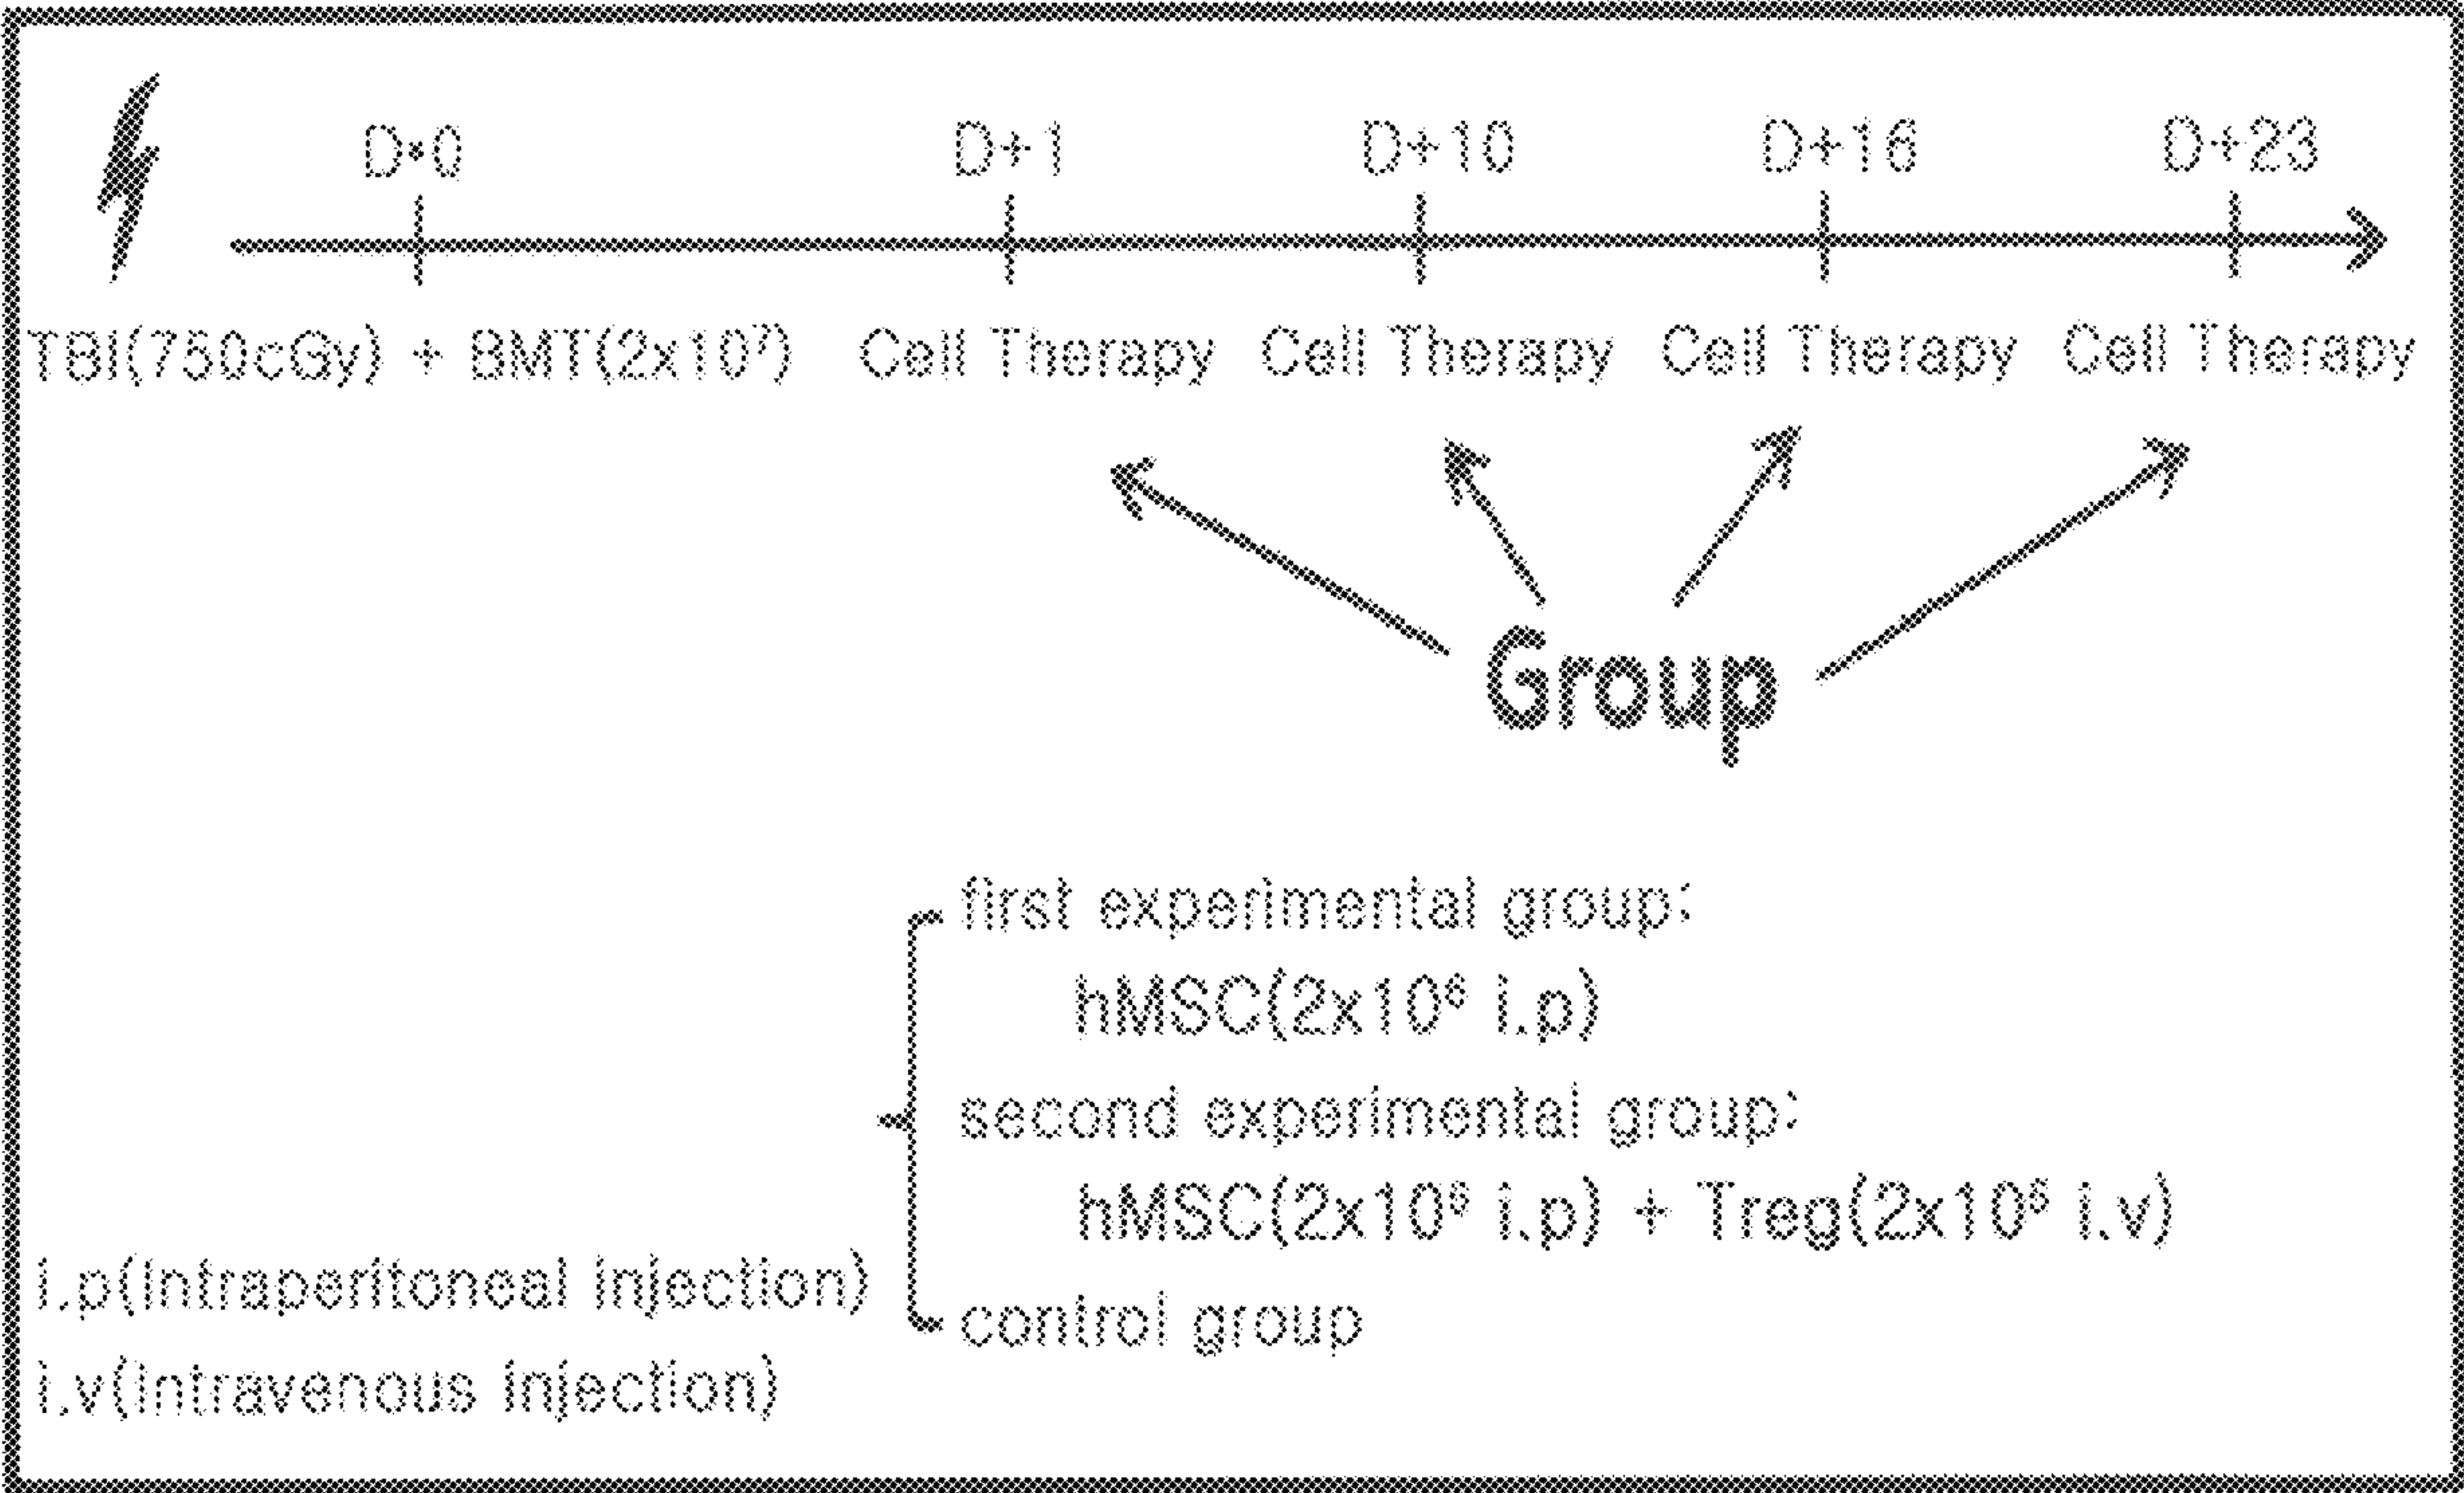 D+0 D+1 D+10 D+16 D+23
TBI(750cGy) + BMT(2x10⁷) Cell Therapy Cell Therapy Cell Therapy Cell Therapy
Group
first experimental group:
hMSC(2x10⁶ i.p)
second experimental group:
hMSC(2x10⁶ i.p) + Treg(2x10⁶ i.v)
control group
i.p(intraperitoneal injection)
i.v(intravenous injection)